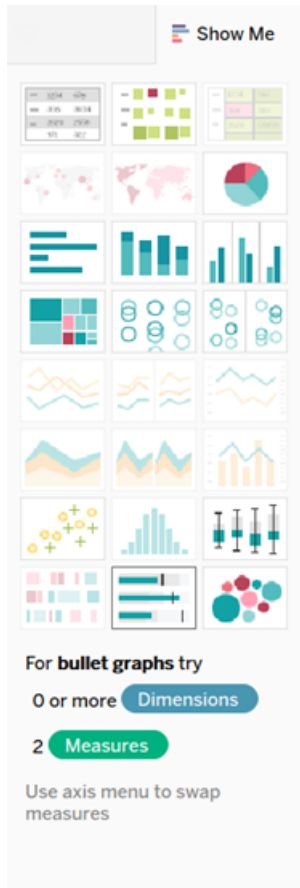 Show Me
For bullet graphs try
0 or more Dimensions
2 Measures
Use axis menu to swap
measures